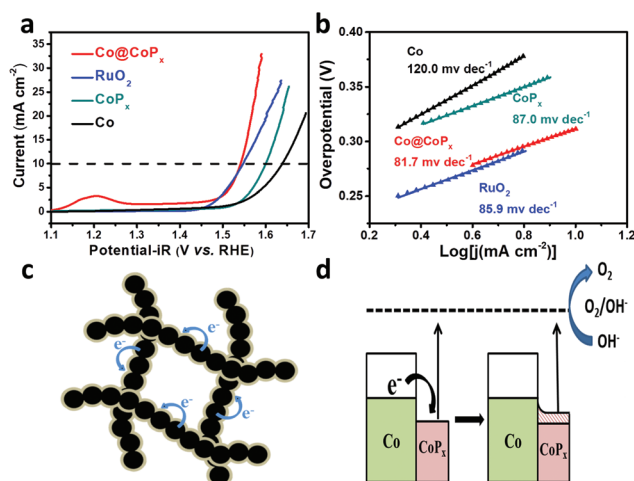 a
Co@CoPₓ
RuO₂
CoPₓ
Co
Current (mA cm⁻²)
35
30
25
20
15
10
5
0
1.1 1.2 1.3 1.4 1.5 1.6 1.7
Potential-iR (V vs. RHE)
b
Co
120.0 mv dec⁻¹
CoPₓ
87.0 mv dec⁻¹
Co@CoPₓ
81.7 mv dec⁻¹
RuO₂
85.9 mv dec⁻¹
Overpotential (V)
0.40
0.35
0.30
0.25
0.2 0.4 0.6 0.8 1.0 1.2
Log[j(mA cm⁻²)]
c
e⁻
e⁻
e⁻
e⁻
d
O₂
O₂/OH⁻
OH⁻
e⁻
Co
CoPₓ
Co
CoPₓ